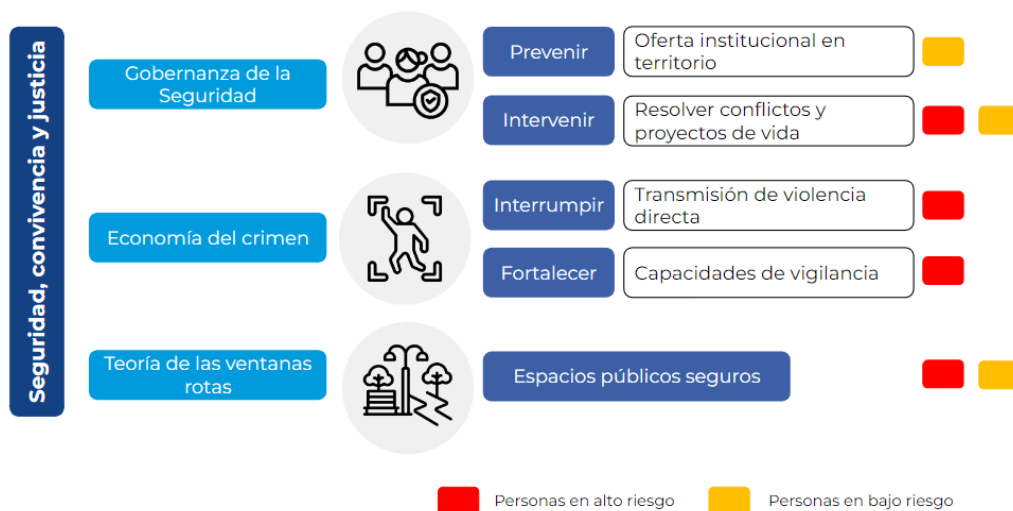 Seguridad, convivencia y justicia
Gobernanza de la
Seguridad
Prevenir
Oferta institucional en
territorio
Intervenir
Resolver conflictos y
proyectos de vida
Economía del crimen
Interrumpir
Transmisión de violencia
directa
Fortalecer
Capacidades de vigilancia
Teoría de las ventanas
rotas
Espacios públicos seguros
Personas en alto riesgo
Personas en bajo riesgo